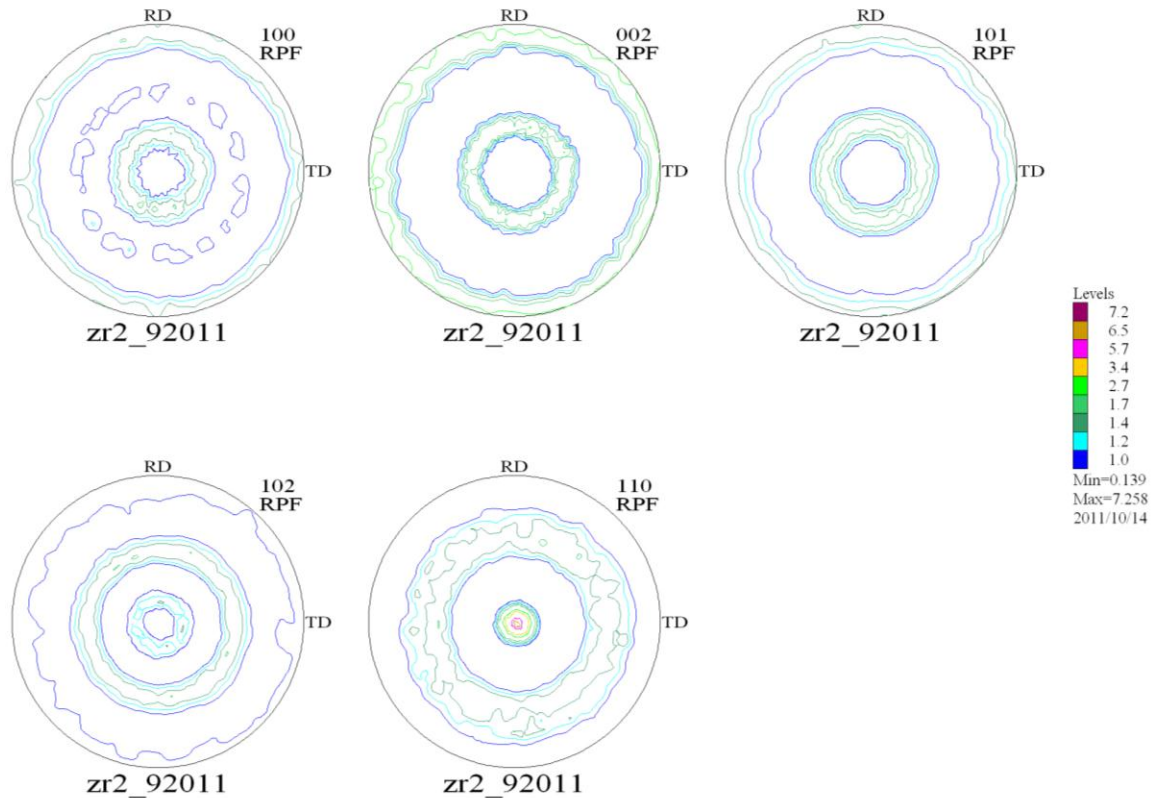 RD
100
RPF
TD
zr2_92011
RD
002
RPF
TD
zr2_92011
RD
101
RPF
TD
zr2_92011
Levels
7.2
6.5
5.7
3.4
2.7
1.7
1.4
1.2
1.0
Min=0.139
Max=7.258
2011/10/14
RD
102
RPF
TD
zr2_92011
RD
110
RPF
TD
zr2_92011